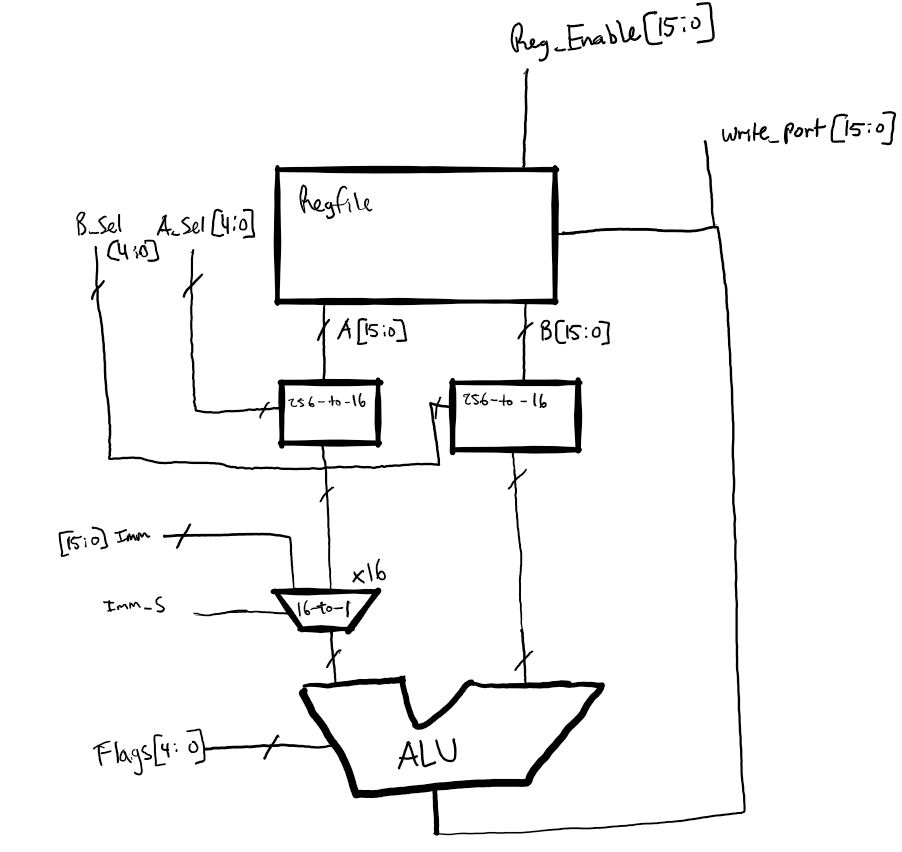 Reg_Enable[15:0]
write_port[15:0]
Regfile
B_Sel
[4:0]
A_Sel[4:0]
A[15:0]
B[15:0]
256-to-16
256-to-16
[15:0] Imm
x16
Imm_S
16-to-1
Flags[4:0]
ALU